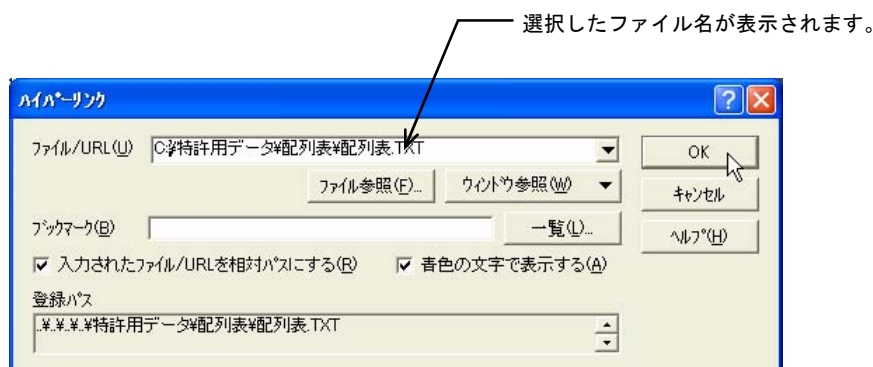 選択したファイル名が表示されます。
ﾊｲﾊﾟｰﾘﾝｸ
ﾌｧｲﾙ/URL(U) C:¥特許用データ¥配列表¥配列表.TXT OK
ﾌｧｲﾙ参照(F)... ｳｨﾝﾄﾞｳ参照(W) ｷｬﾝｾﾙ
ﾌﾞｯｸﾏｰｸ(B) 一覧(L)... ﾍﾙﾌﾟ(H)
入力されたﾌｧｲﾙ/URLを相対ﾊﾟｽにする(R) 青色の文字で表示する(A)
登録ﾊﾟｽ
..¥.¥.¥..¥特許用データ¥配列表¥配列表.TXT